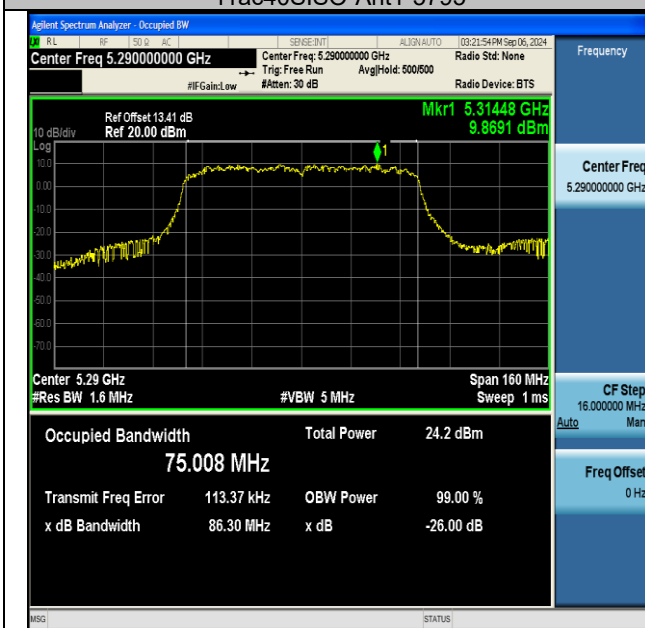 Agilent Spectrum Analyzer - Occupied BW
RL RF 50 Ω AC SENSE:INT ALIGN AUTO 03:21:54 PM Sep 06, 2024
Center Freq 5.290000000 GHz Center Freq: 5.290000000 GHz Radio Std: None
Trig: Free Run Avg|Hold: 500/500
#IFGain:Low #Atten: 30 dB Radio Device: BTS
Frequency
Ref Offset 13.41 dB Mkr1 5.31448 GHz
10 dB/div Ref 20.00 dBm 9.8691 dBm
Log
10.0
0.00
-10.0
-20.0
-30.0
-40.0
-50.0
-60.0
-70.0
1
Center 5.29 GHz Span 160 MHz
#Res BW 1.6 MHz #VBW 5 MHz Sweep 1 ms
Occupied Bandwidth Total Power 24.2 dBm
75.008 MHz
Transmit Freq Error 113.37 kHz OBW Power 99.00 %
x dB Bandwidth 86.30 MHz x dB -26.00 dB
Center Freq
5.290000000 GHz
CF Step
16.000000 MHz
Auto Man
Freq Offset
0 Hz
MSG STATUS